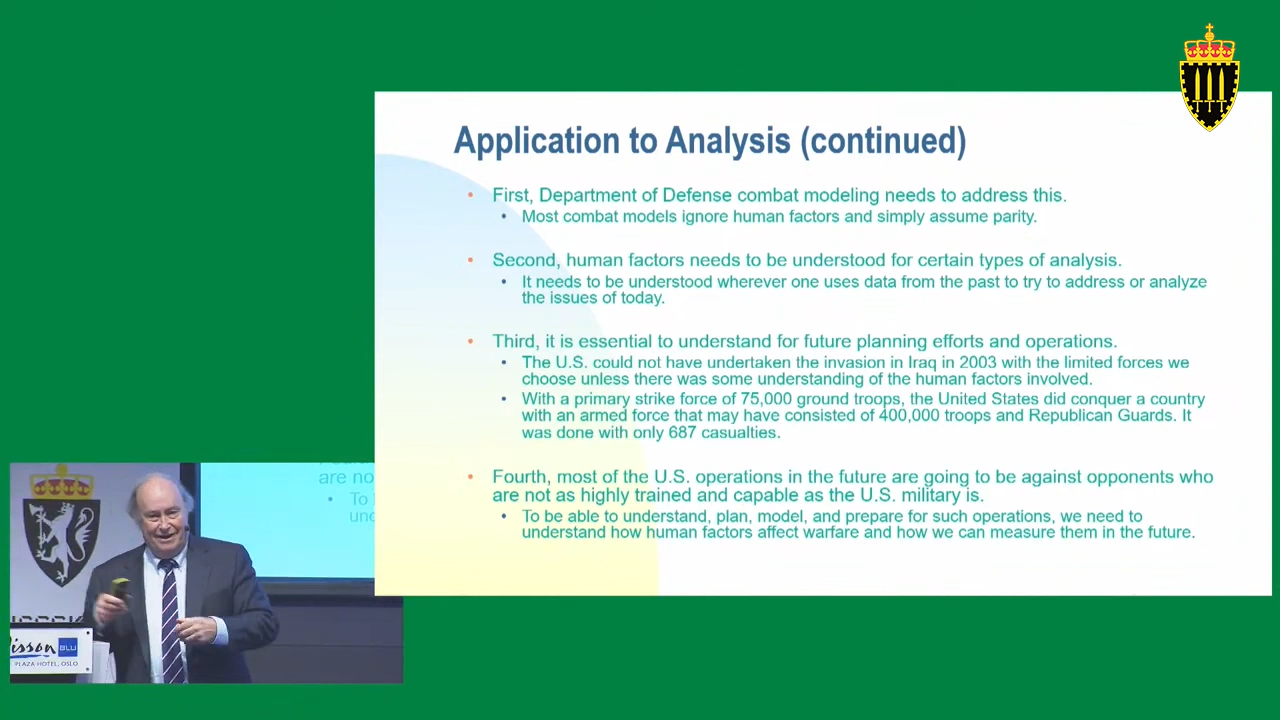 Application to Analysis (continued)
• First, Department of Defense combat modeling needs to address this.
• Most combat models ignore human factors and simply assume parity.
• Second, human factors needs to be understood for certain types of analysis.
• It needs to be understood wherever one uses data from the past to try to address or analyze
the issues of today.
• Third, it is essential to understand for future planning efforts and operations.
• The U.S. could not have undertaken the invasion in Iraq in 2003 with the limited forces we
choose unless there was some understanding of the human factors involved.
• With a primary strike force of 75,000 ground troops, the United States did conquer a country
with an armed force that may have consisted of 400,000 troops and Republican Guards. It
was done with only 687 casualties.
• Fourth, most of the U.S. operations in the future are going to be against opponents who
are not as highly trained and capable as the U.S. military is.
• To be able to understand, plan, model, and prepare for such operations, we need to
understand how human factors affect warfare and how we can measure them in the future.
are no
• To
und
isson BLU
PLAZA HOTEL, OSLO